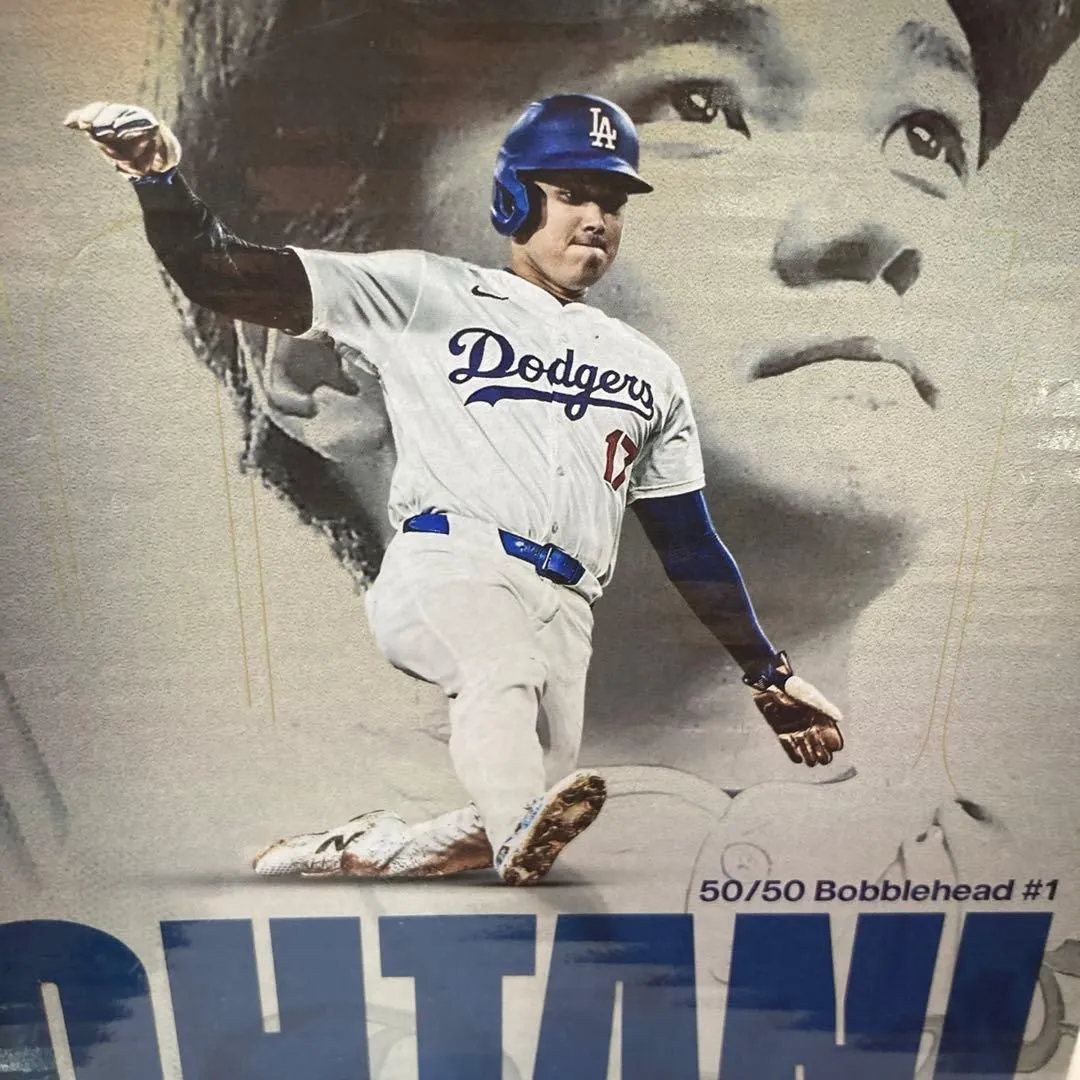 LA
Dodgers
17
50/50 Bobblehead #1
OHTANI